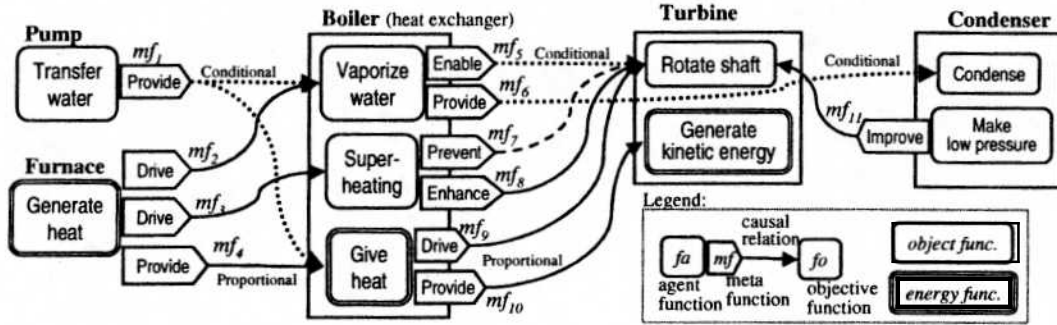 Pump
Transfer
water
Provide
mf1
Conditional
Furnace
Generate
heat
Drive
mf2
Drive
mf3
Provide
mf4
Proportional
Boiler (heat exchanger)
Vaporize
water
Enable
mf5
Conditional
Provide
mf6
Super-
heating
Prevent
mf7
Enhance
mf8
Give
heat
Drive
mf9
Proportional
Provide
mf10
Turbine
Rotate shaft
Generate
kinetic energy
Condenser
Conditional
Condense
mf11
Improve
Make
low pressure
Legend:
fa
mf
causal
relation
fo
agent
function
meta
function
objective
function
object func.
energy func.